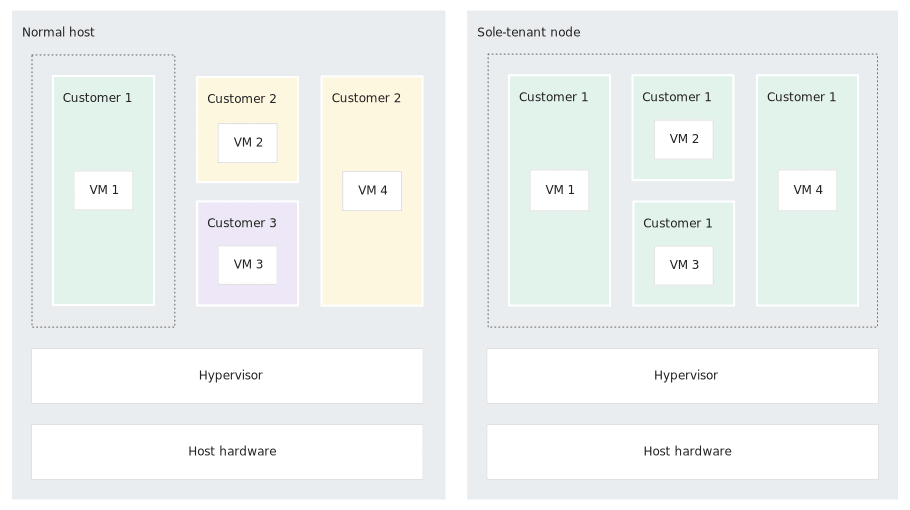 Normal host
Customer 1
VM 1
Customer 2
VM 2
Customer 3
VM 3
Customer 2
VM 4
Hypervisor
Host hardware
Sole-tenant node
Customer 1
VM 1
Customer 1
VM 2
Customer 1
VM 3
Customer 1
VM 4
Hypervisor
Host hardware